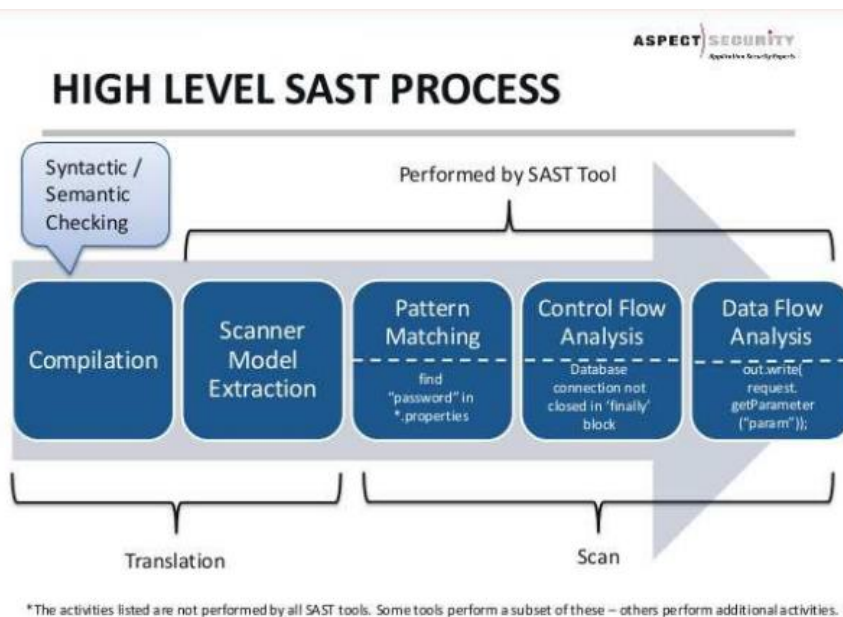 ASPECT SECURITY
Application Security Experts
HIGH LEVEL SAST PROCESS
Syntactic /
Semantic
Checking
Performed by SAST Tool
Compilation
Scanner
Model
Extraction
Pattern
Matching
find
"password" in
*.properties
Control Flow
Analysis
Database
connection not
closed in 'finally'
block
Data Flow
Analysis
out.write(
request.
getParameter
("param"));
Translation
Scan
*The activities listed are not performed by all SAST tools. Some tools perform a subset of these – others perform additional activities.